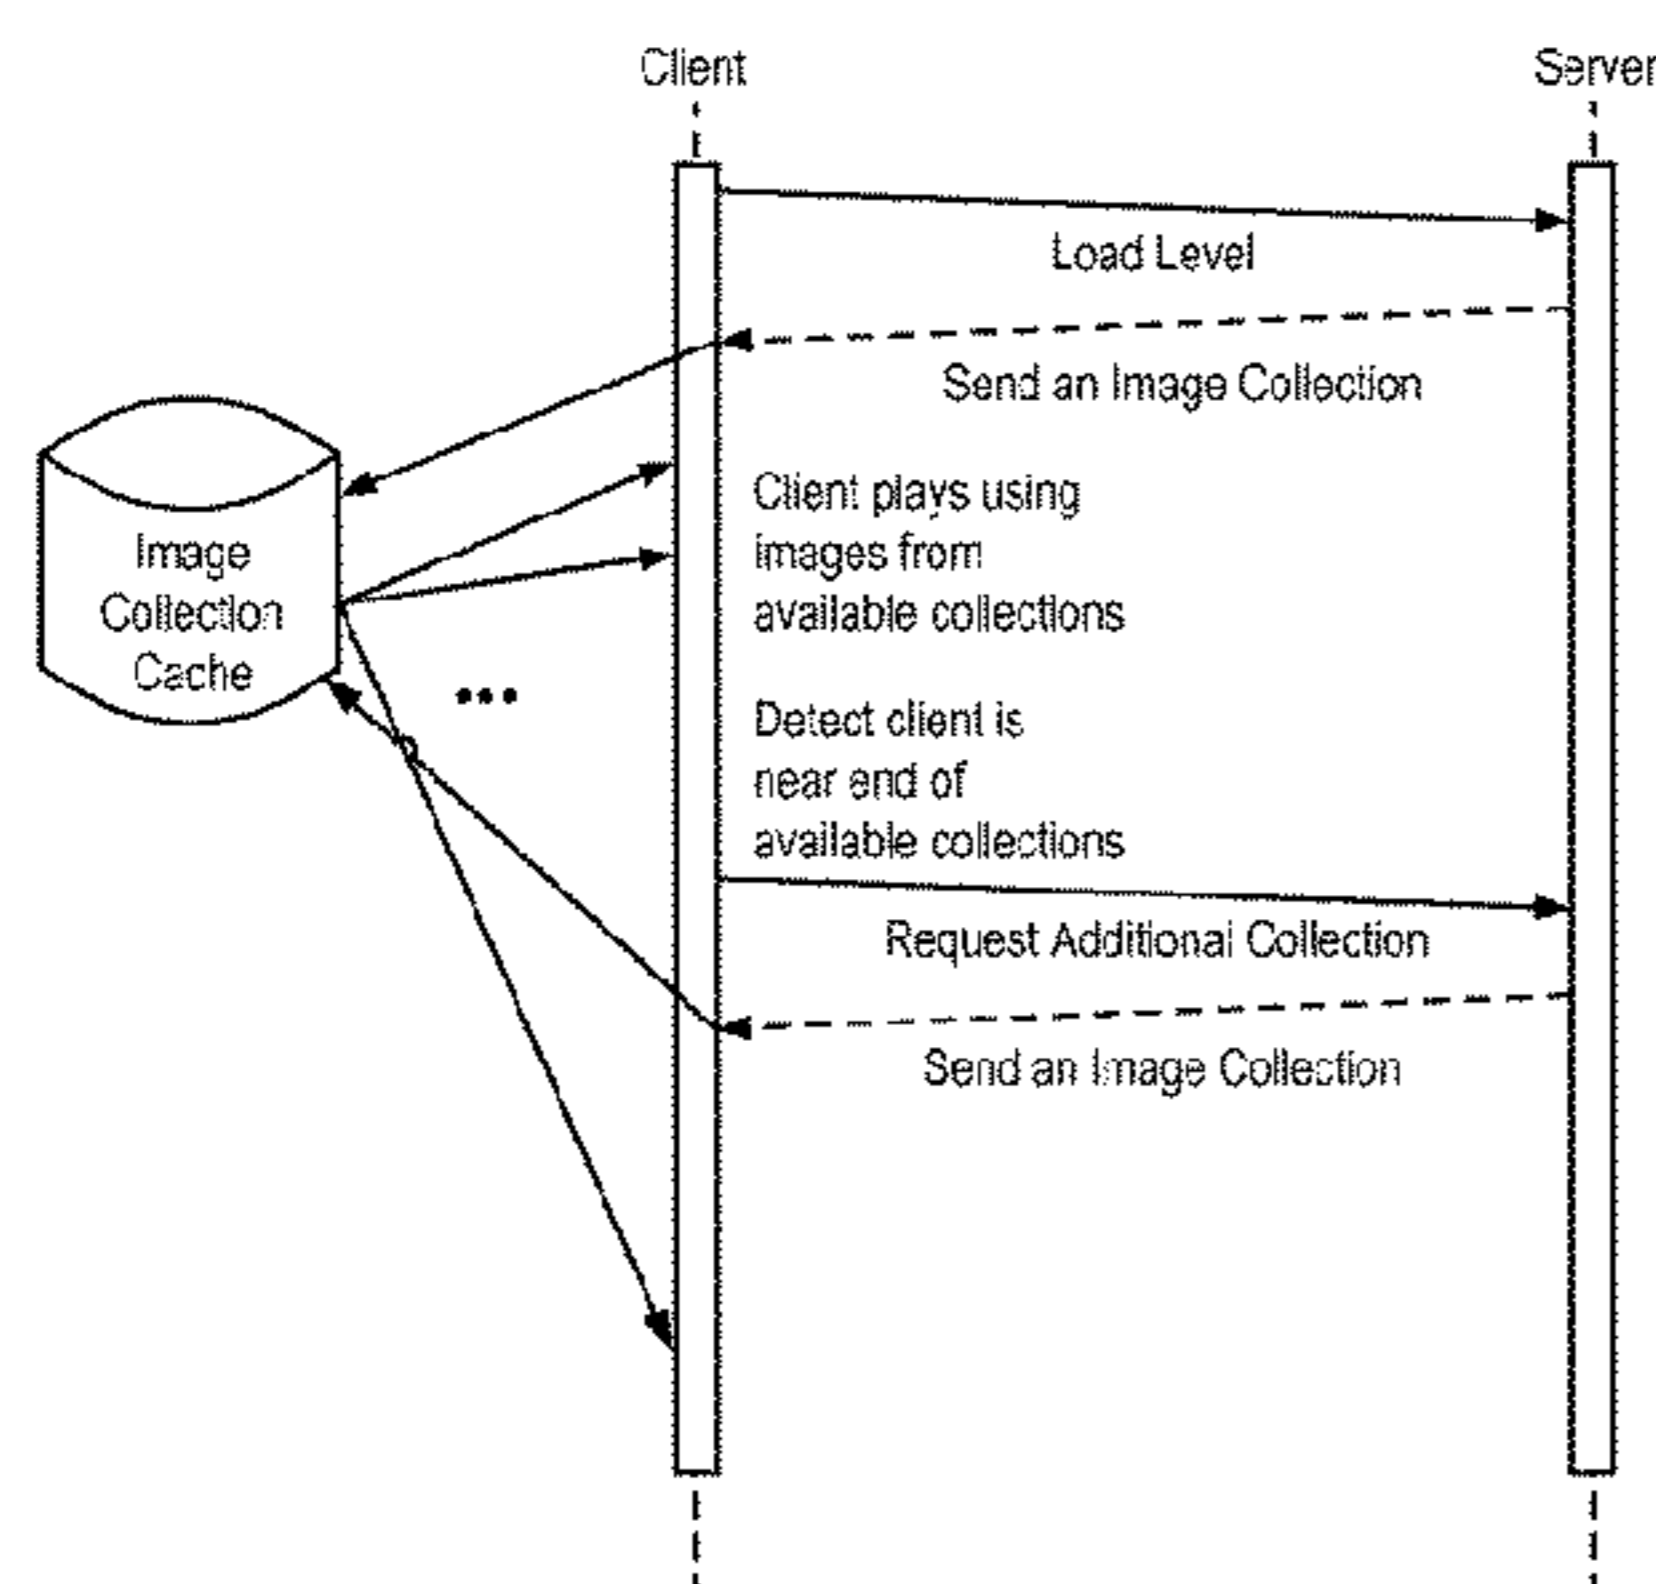 Client
Server
Load Level
Send an Image Collection
Image
Collection
Cache
Client plays using
images from
available collections
...
Detect client is
near end of
available collections
Request Additional Collection
Send an Image Collection